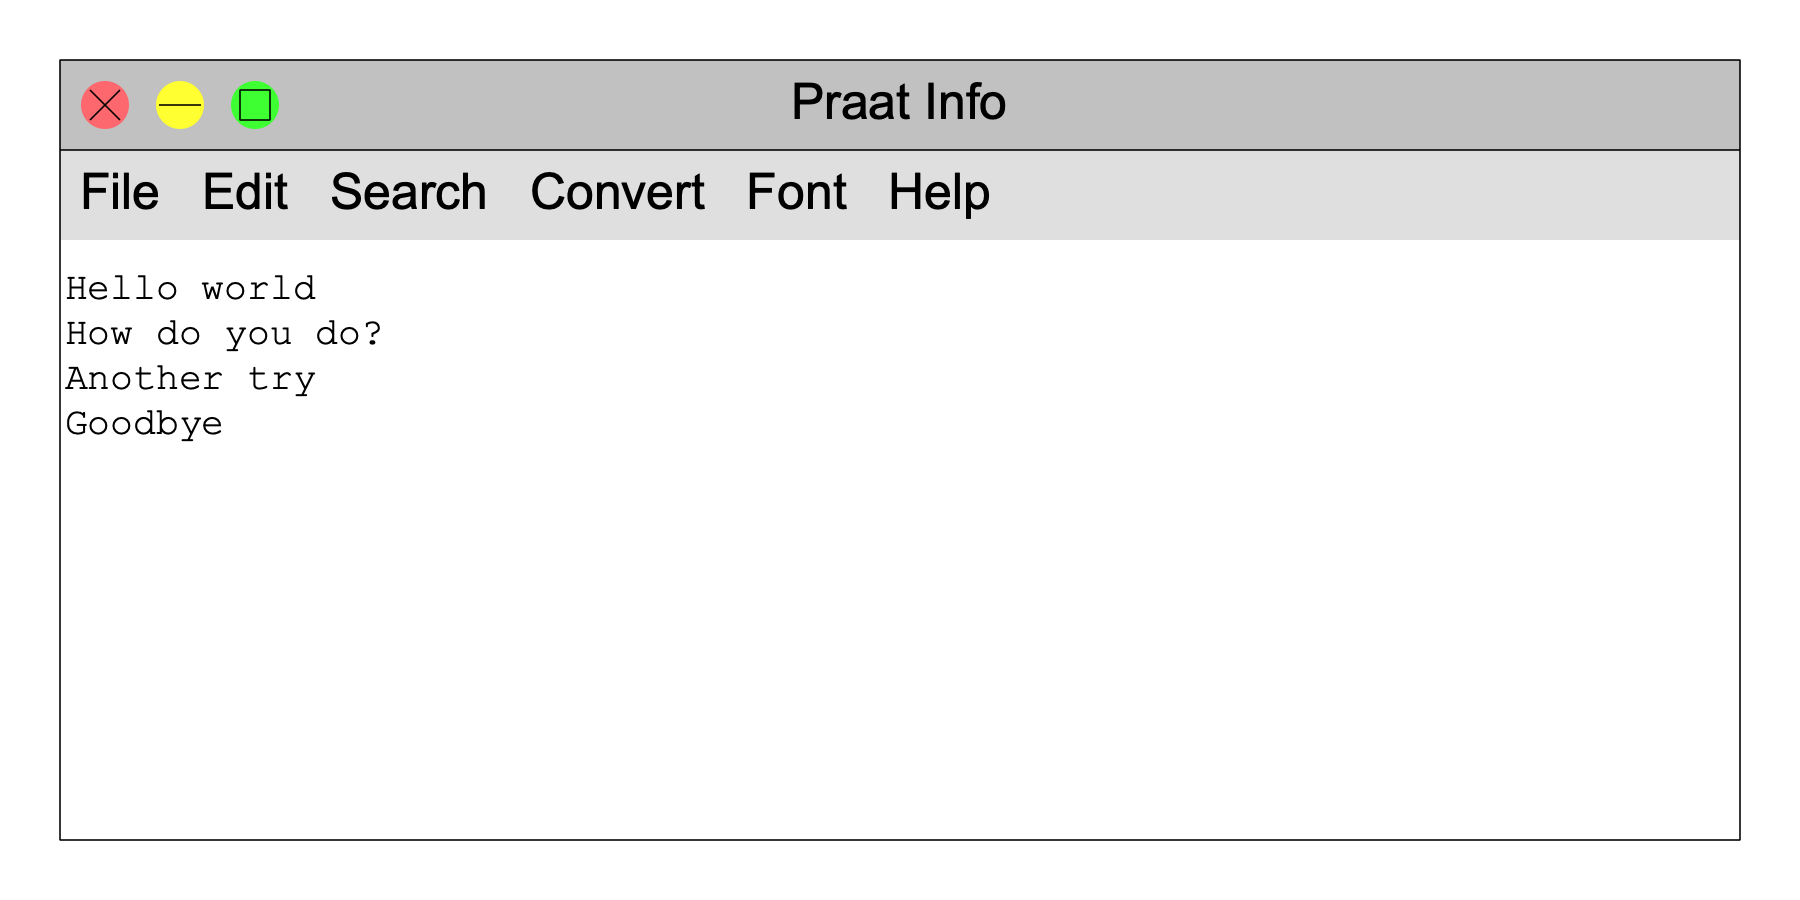 Praat Info
File Edit Search Convert Font Help
Hello world
How do you do?
Another try
Goodbye